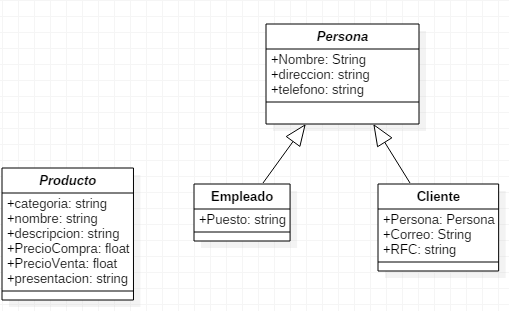 Persona
+Nombre: String
+direccion: string
+telefono: string
Producto
+categoria: string
+nombre: string
+descripcion: string
+PrecioCompra: float
+PrecioVenta: float
+presentacion: string
Empleado
+Puesto: string
Cliente
+Persona: Persona
+Correo: String
+RFC: string